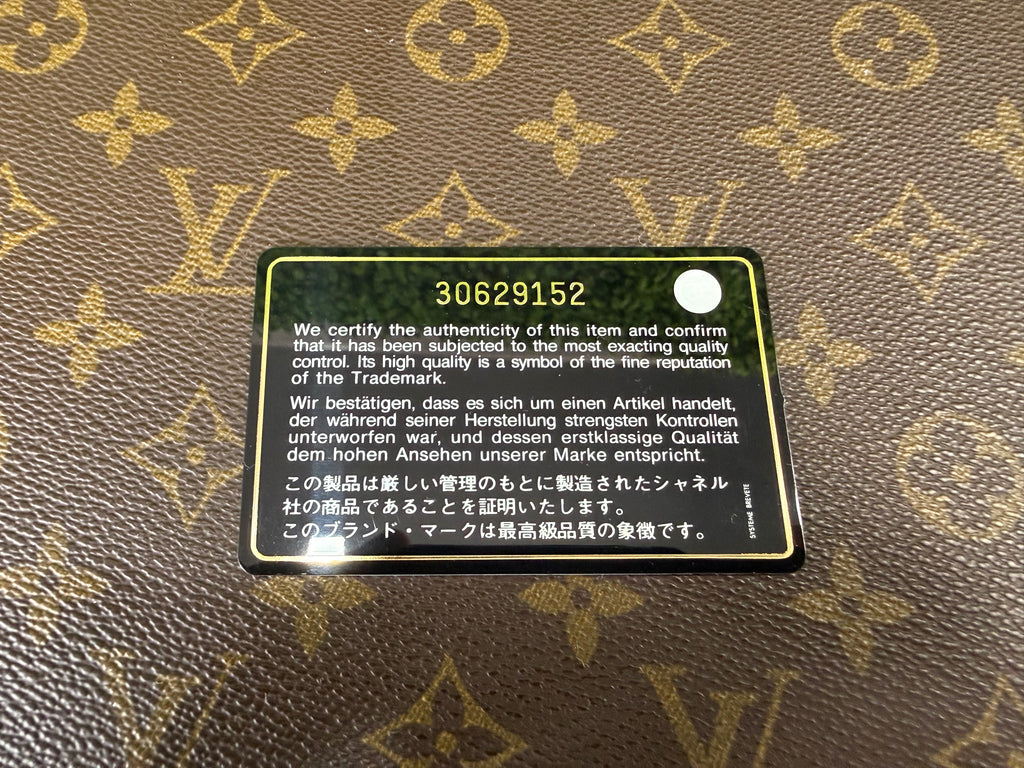 30629152
We certify the authenticity of this item and confirm
that it has been subjected to the most exacting quality
control. Its high quality is a symbol of the fine reputation
of the Trademark.
Wir bestätigen, dass es sich um einen Artikel handelt,
der während seiner Herstellung strengsten Kontrollen
unterworfen war, und dessen erstklassige Qualität
dem hohen Ansehen unserer Marke entspricht.
この製品は厳しい管理のもとに製造されたシャネル
社の商品であることを証明いたします。
このブランド・マークは最高級品質の象徴です。
SYSTEME BREVETE
LV
LV
LV
LV